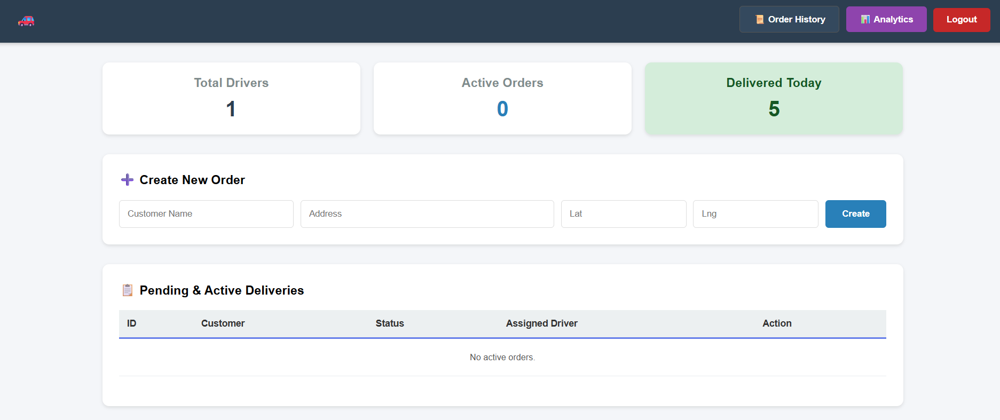 Order History
Analytics
Logout
Total Drivers
1
Active Orders
0
Delivered Today
5
Create New Order
Customer Name
Address
Lat
Lng
Create
Pending & Active Deliveries
ID Customer Status Assigned Driver Action
No active orders.